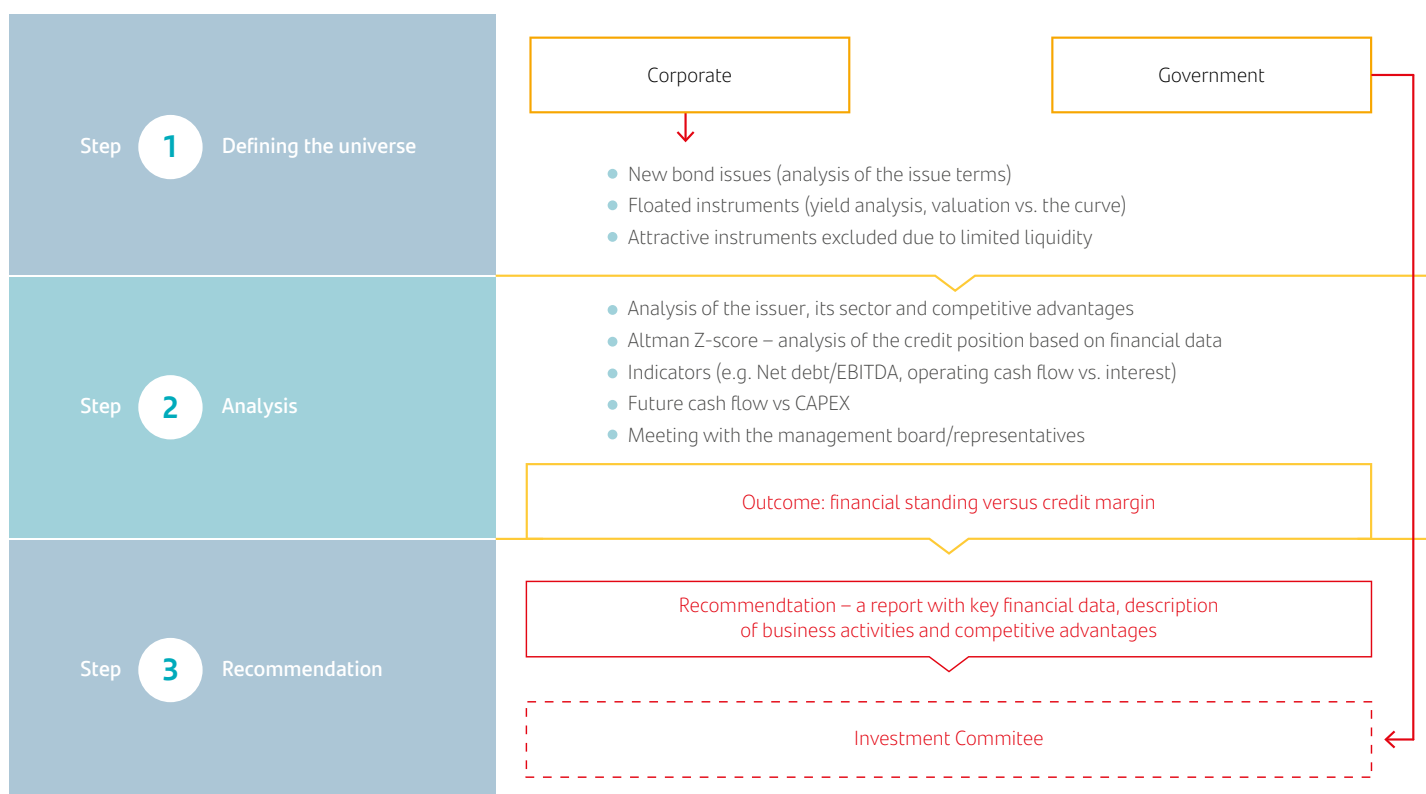 Corporate
Government
Step 1 Defining the universe
New bond issues (analysis of the issue terms)
Floated instruments (yield analysis, valuation vs. the curve)
Attractive instruments excluded due to limited liquidity
Analysis of the issuer, its sector and competitive advantages
Altman Z-score – analysis of the credit position based on financial data
Indicators (e.g. Net debt/EBITDA, operating cash flow vs. interest)
Step 2 Analysis
Future cash flow vs CAPEX
Meeting with the management board/representatives
Outcome: financial standing versus credit margin
Recommendtation – a report with key financial data, description
of business activities and competitive advantages
Step 3 Recommendation
Investment Commitee